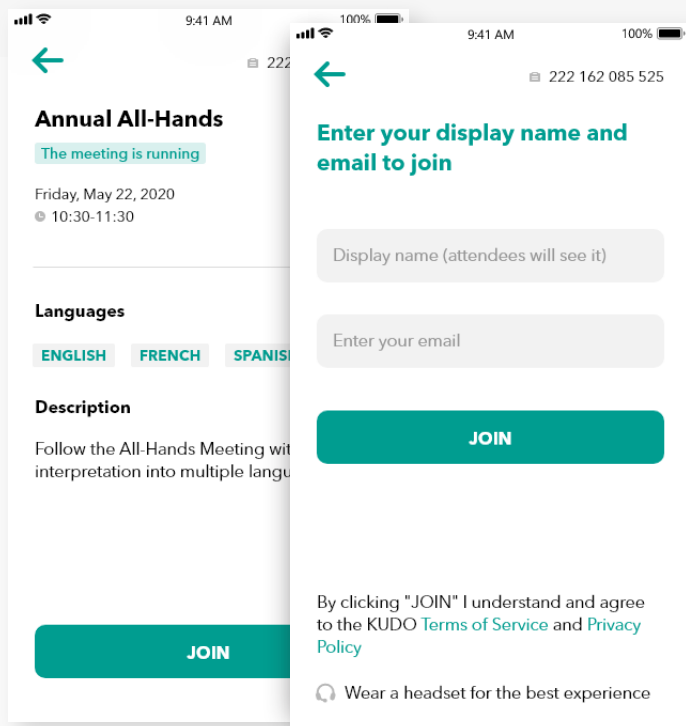 9:41 AM
100%
222
Annual All-Hands
The meeting is running
Friday, May 22, 2020
10:30-11:30
Languages
ENGLISH FRENCH
Description
Follow the All-Hands Meeting
interpretation into multiple
JOIN
9:41 AM
100%
222 162 085 525
Enter your display name and
email to join
Display name (attendees will see it)
Enter your email
JOIN
By clicking "JOIN" I understand and agree
to the KUDO Terms of Service and Privacy
Policy
Wear a headset for the best experience